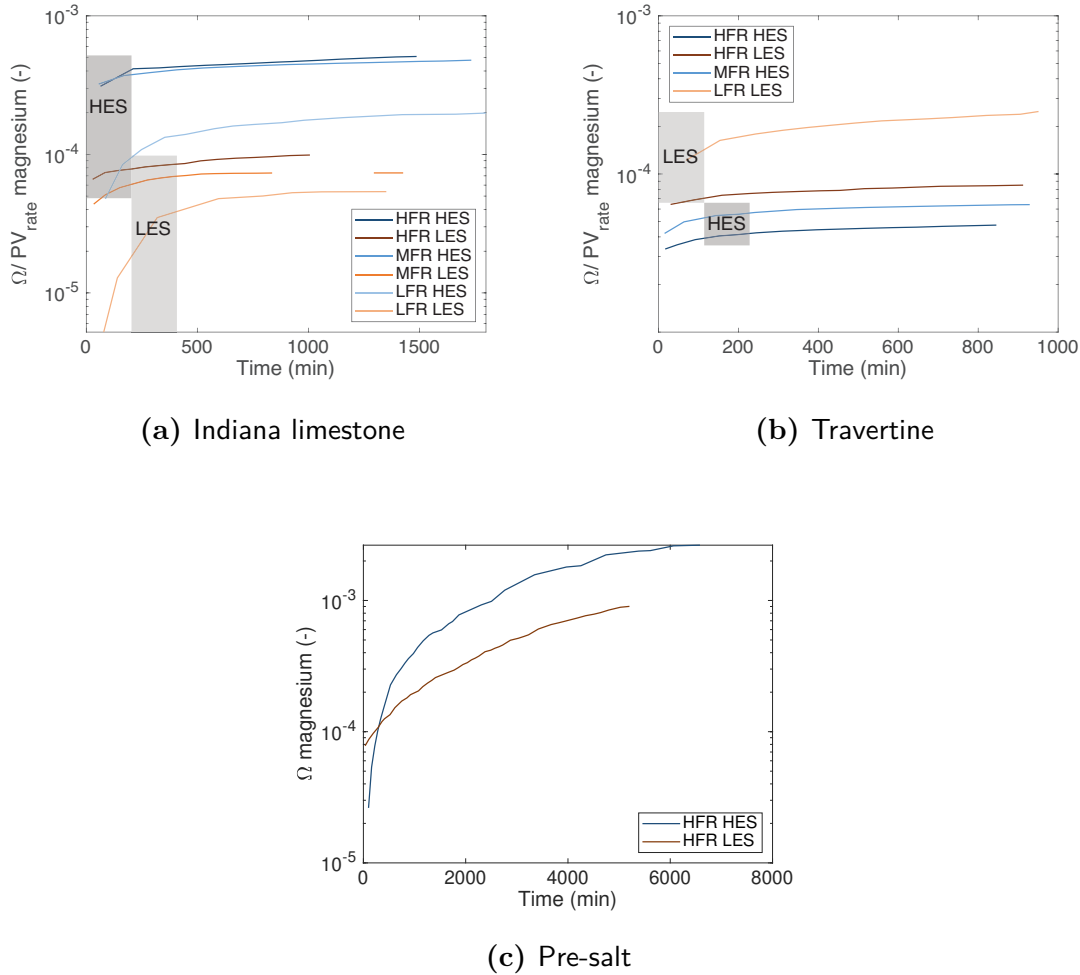 10^-3
10^-4
10^-5
Ω/ PV_rate magnesium (-)
HES
LES
HFR HES
HFR LES
MFR HES
MFR LES
LFR HES
LFR LES
0 500 1000 1500
Time (min)
(a) Indiana limestone
10^-3
10^-4
Ω/ PV_rate magnesium (-)
HFR HES
HFR LES
MFR HES
LFR LES
LES
HES
0 200 400 600 800 1000
Time (min)
(b) Travertine
10^-3
10^-4
10^-5
Ω magnesium (-)
HFR HES
HFR LES
0 2000 4000 6000 8000
Time (min)
(c) Pre-salt